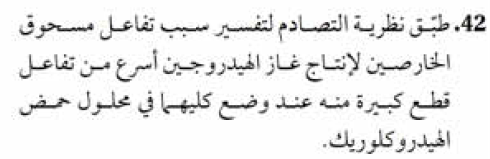 42. طبّق نظرية التصادم لتفسير سبب تفاعل مسحوق
الخارصين لإنتاج غاز الهيدروجين أسرع من تفاعل
قطع كبيرة منه عند وضع كليهما في محلول حمض
الهيدروكلوريك.